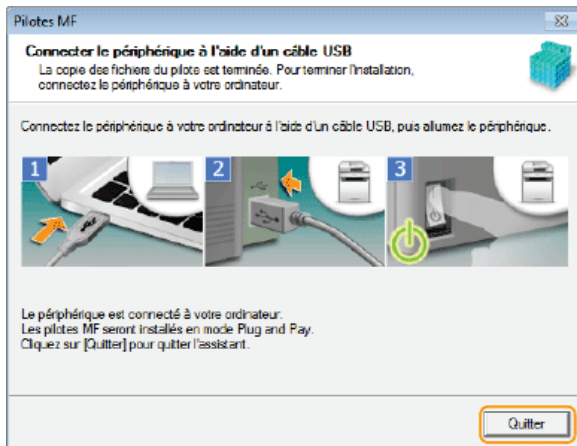 Pilotes MF
Connecter le périphérique à l'aide d'un câble USB
La copie des fichiers du pilote est terminée. Pour terminer l'installation,
connectez le périphérique à votre ordinateur.
Connectez le périphérique à votre ordinateur à l'aide d'un câble USB, puis allumez le périphérique.
1 2 3
Le périphérique est connecté à votre ordinateur.
Les pilotes MF seront installés en mode Plug and Pay.
Cliquez sur [Quitter] pour quitter l'assistant.
Quitter